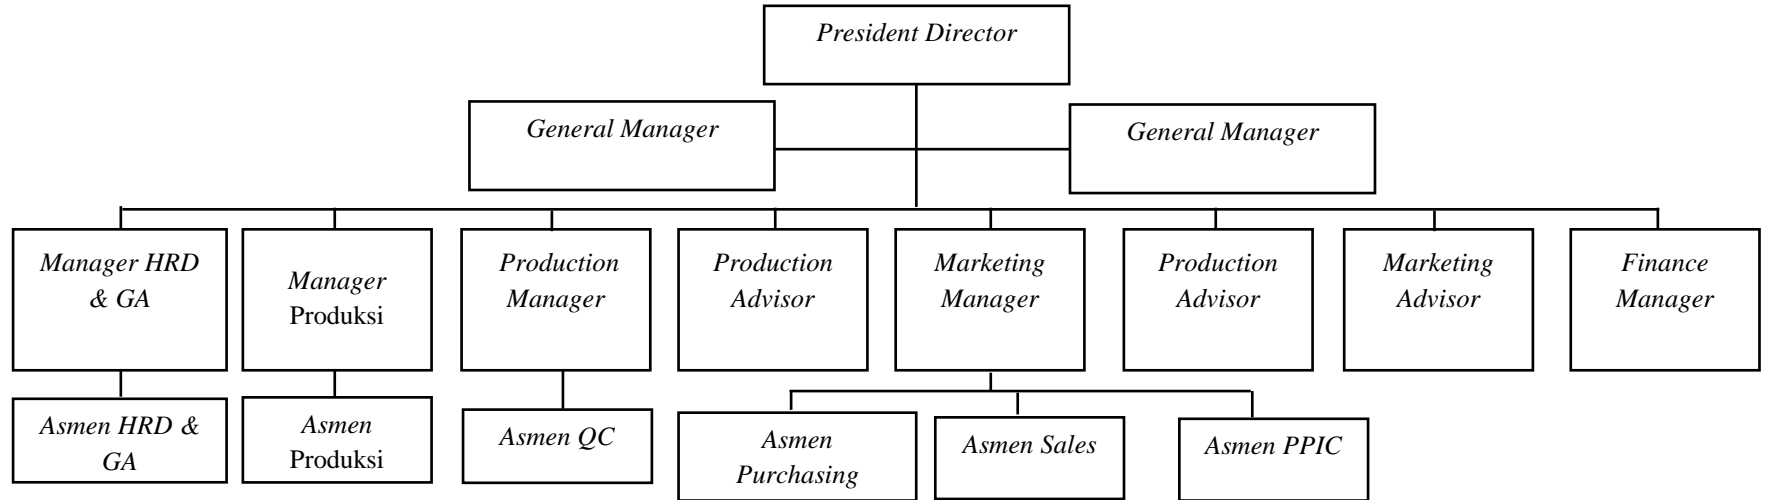 President Director
General Manager
General Manager
Manager HRD
& GA
Manager
Produksi
Production
Manager
Production
Advisor
Marketing
Manager
Production
Advisor
Marketing
Advisor
Finance
Manager
Asmen HRD &
GA
Asmen
Produksi
Asmen QC
Asmen
Purchasing
Asmen Sales
Asmen PPIC